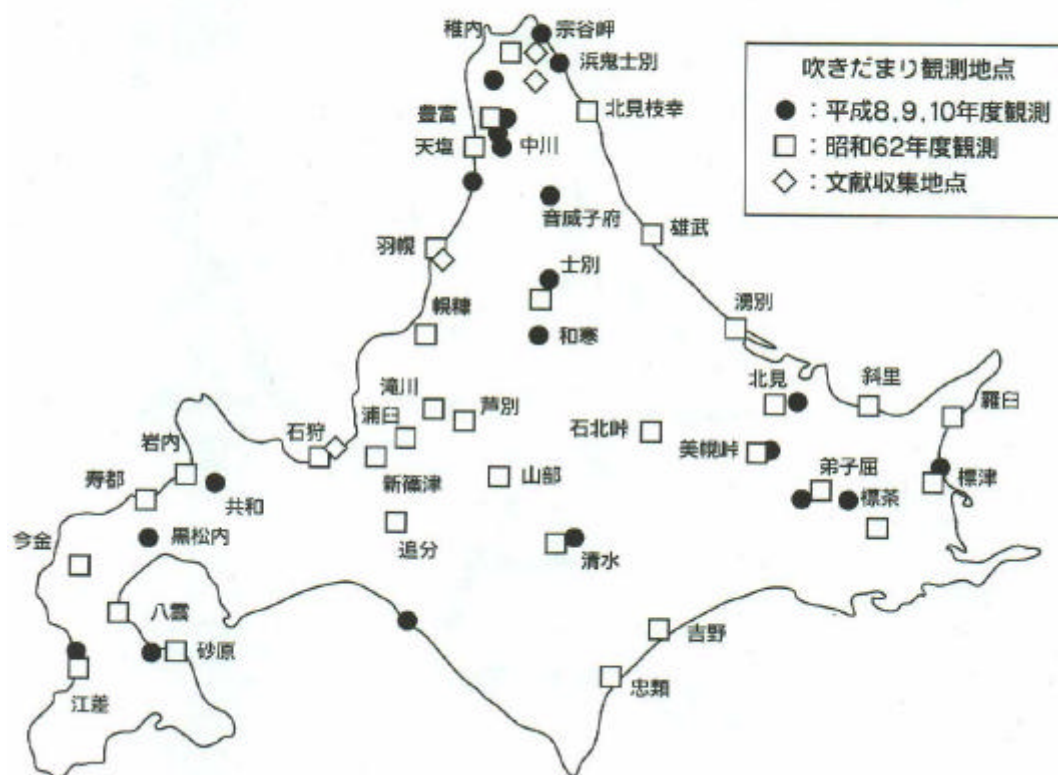 稚内
宗谷岬
浜鬼士別
吹きだまり観測地点
●：平成8,9,10年度観測
□：昭和62年度観測
◇：文献収集地点
豊富
北見枝幸
天塩
中川
音威子府
雄武
羽幌
士別
幌糠
和寒
湧別
北見
斜里
羅臼
滝川
芦別
浦臼
石狩
石北峠
美幌峠
岩内
新篠津
山部
弟子屈
標津
寿都
共和
標茶
今金
黒松内
追分
清水
八雲
砂原
吉野
忠類
江差